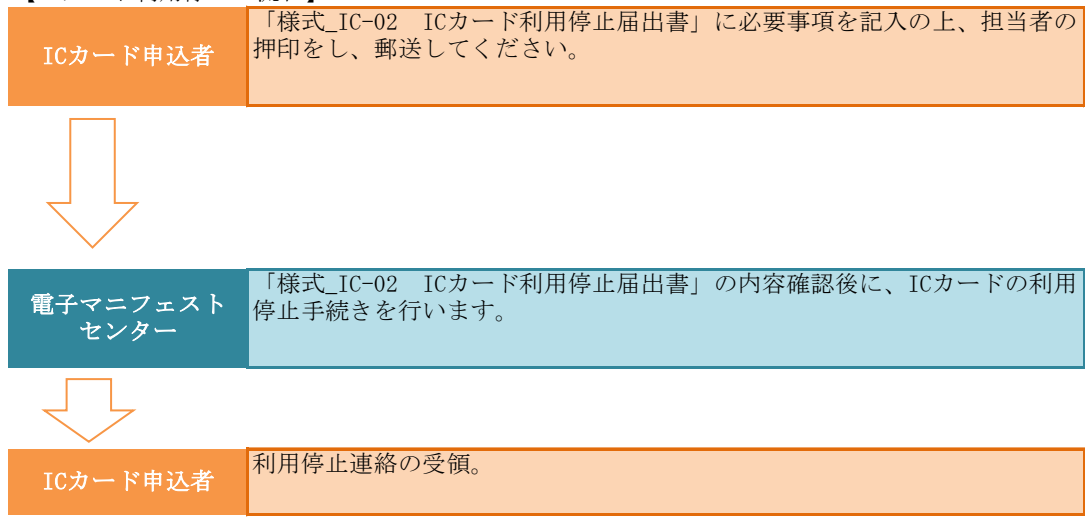 ICカード申込者
「様式_IC-02　ICカード利用停止届出書」に必要事項を記入の上、担当者の
押印をし、郵送してください。
電子マニフェスト
センター
「様式_IC-02　ICカード利用停止届出書」の内容確認後に、ICカードの利用
停止手続きを行います。
ICカード申込者
利用停止連絡の受領。